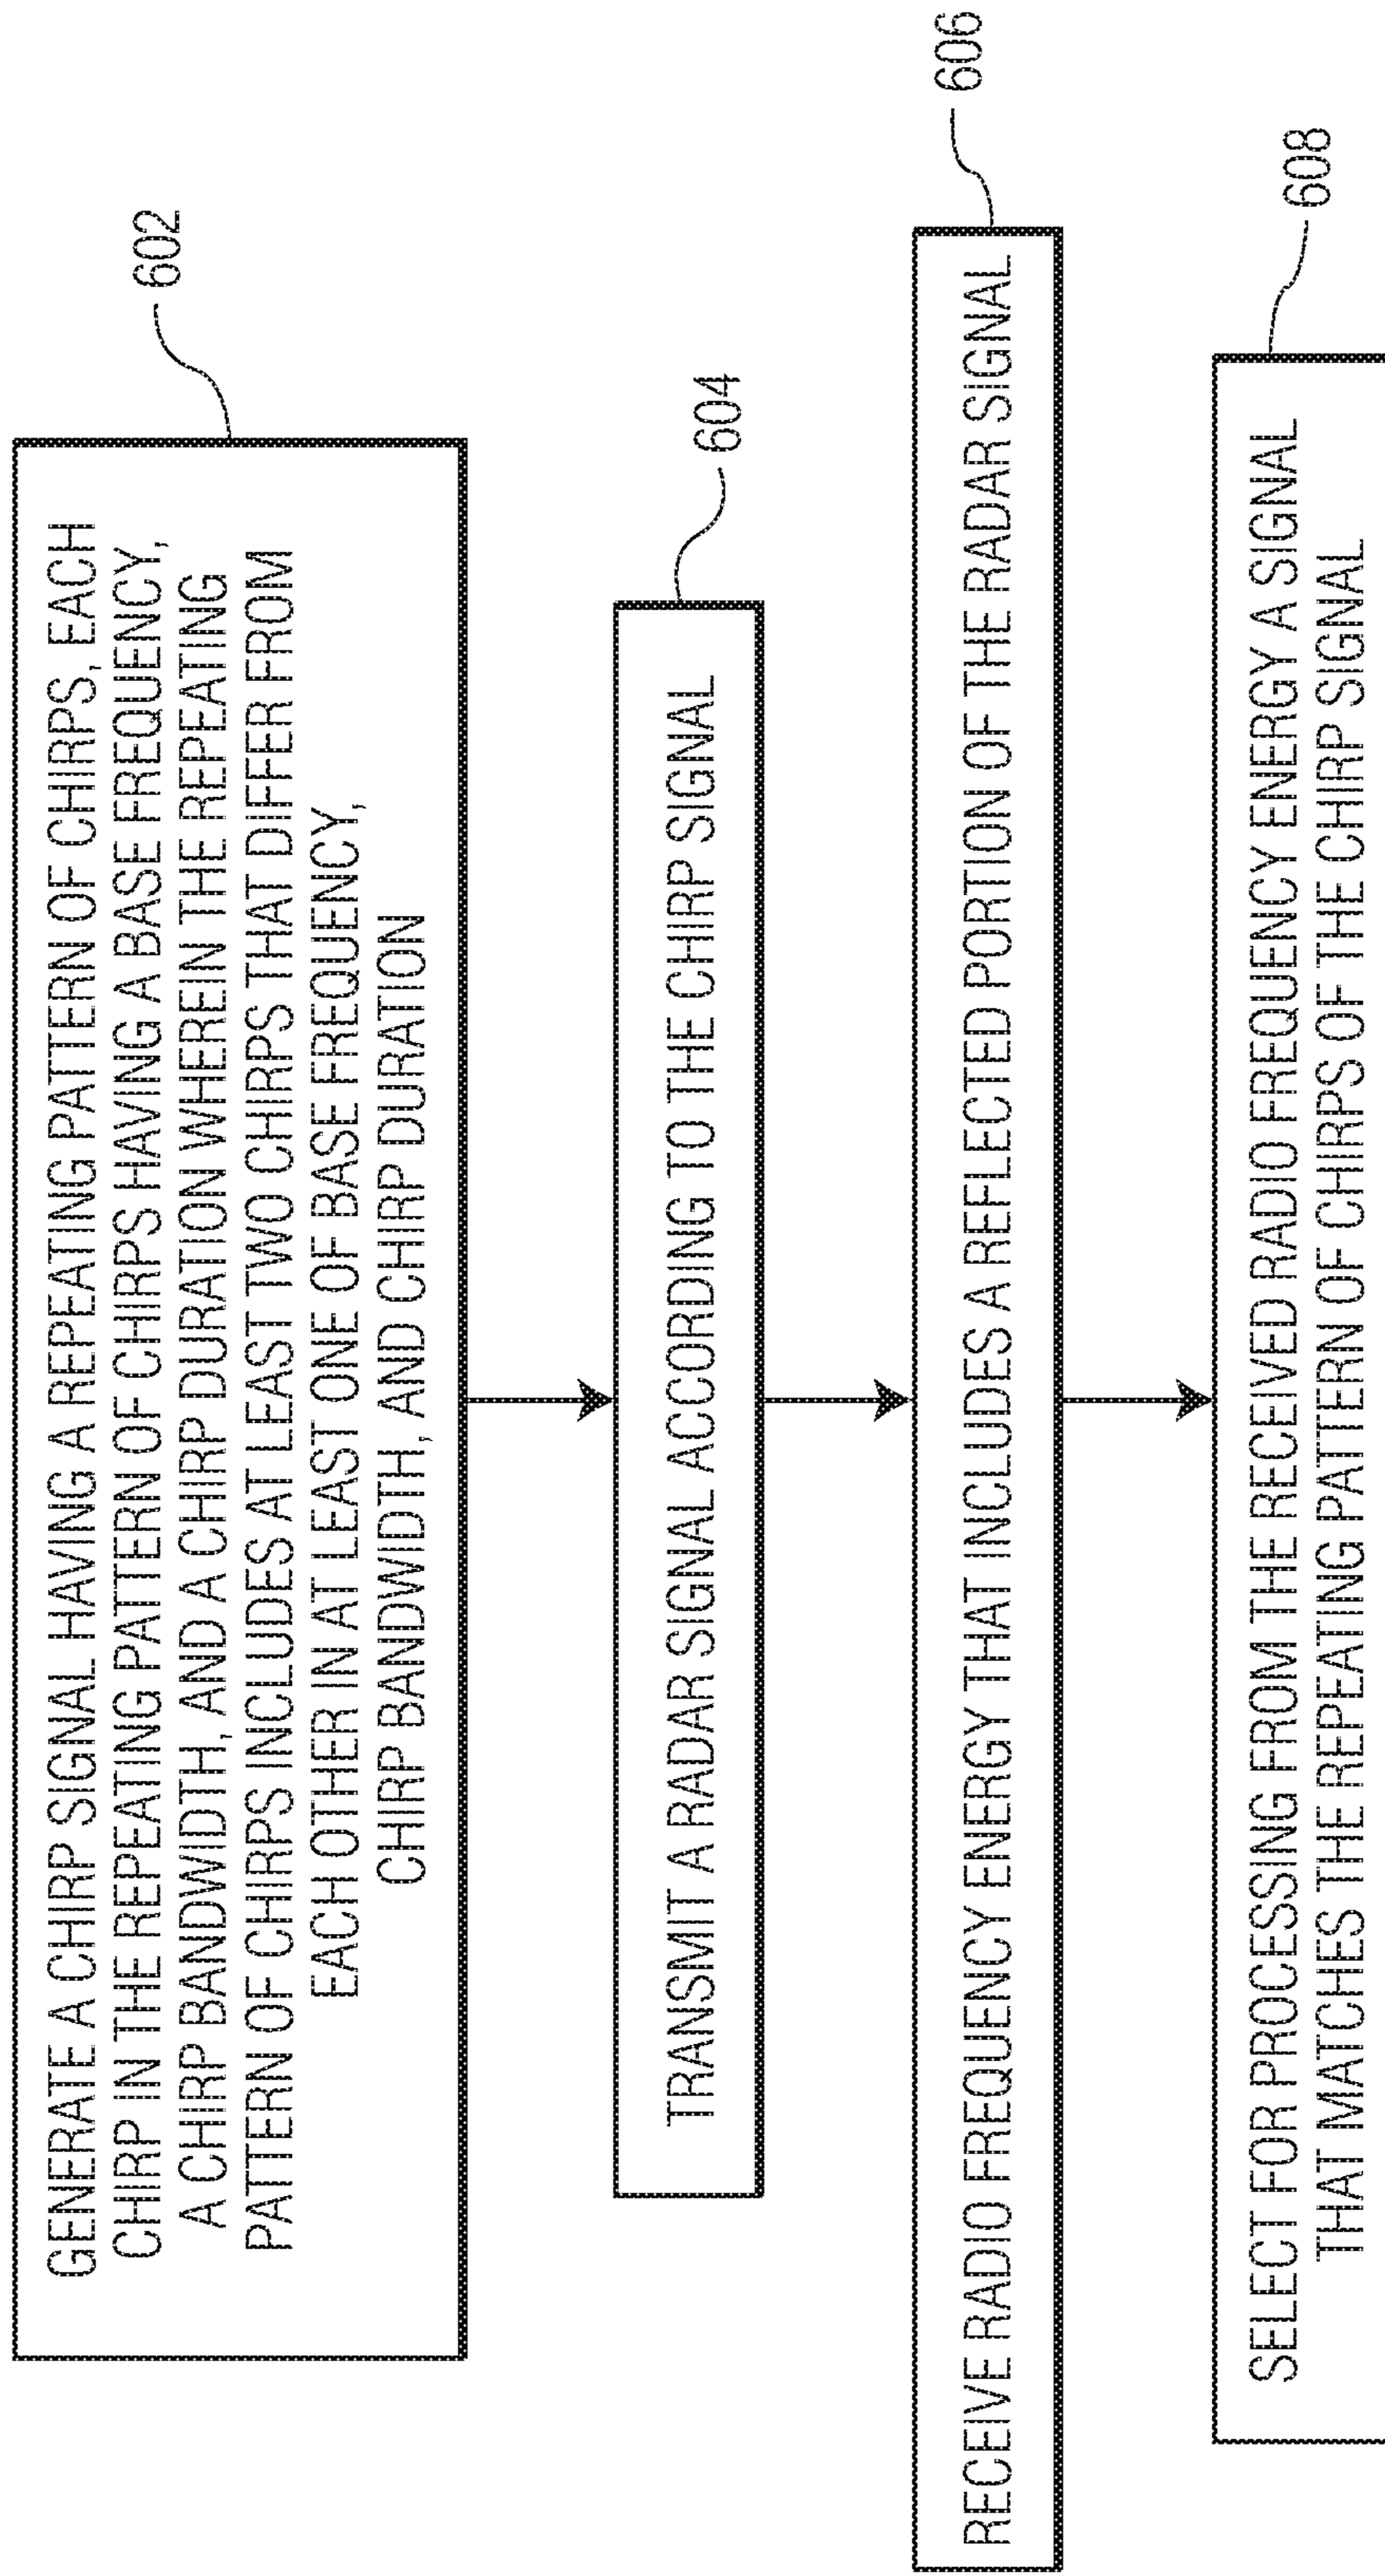 GENERATE A CHIRP SIGNAL HAVING A REPEATING PATTERN OF CHIRPS, EACH
CHIRP IN THE REPEATING PATTERN OF CHIRPS HAVING A BASE FREQUENCY,
A CHIRP BANDWIDTH, AND A CHIRP DURATION WHEREIN THE REPEATING
PATTERN OF CHIRPS INCLUDES AT LEAST TWO CHIRPS THAT DIFFER FROM
EACH OTHER IN AT LEAST ONE OF BASE FREQUENCY,
CHIRP BANDWIDTH, AND CHIRP DURATION
602
TRANSMIT A RADAR SIGNAL ACCORDING TO THE CHIRP SIGNAL
604
RECEIVE RADIO FREQUENCY ENERGY THAT INCLUDES A REFLECTED PORTION OF THE RADAR SIGNAL
606
SELECT FOR PROCESSING FROM THE RECEIVED RADIO FREQUENCY ENERGY A SIGNAL
THAT MATCHES THE REPEATING PATTERN OF CHIRPS OF THE CHIRP SIGNAL
608